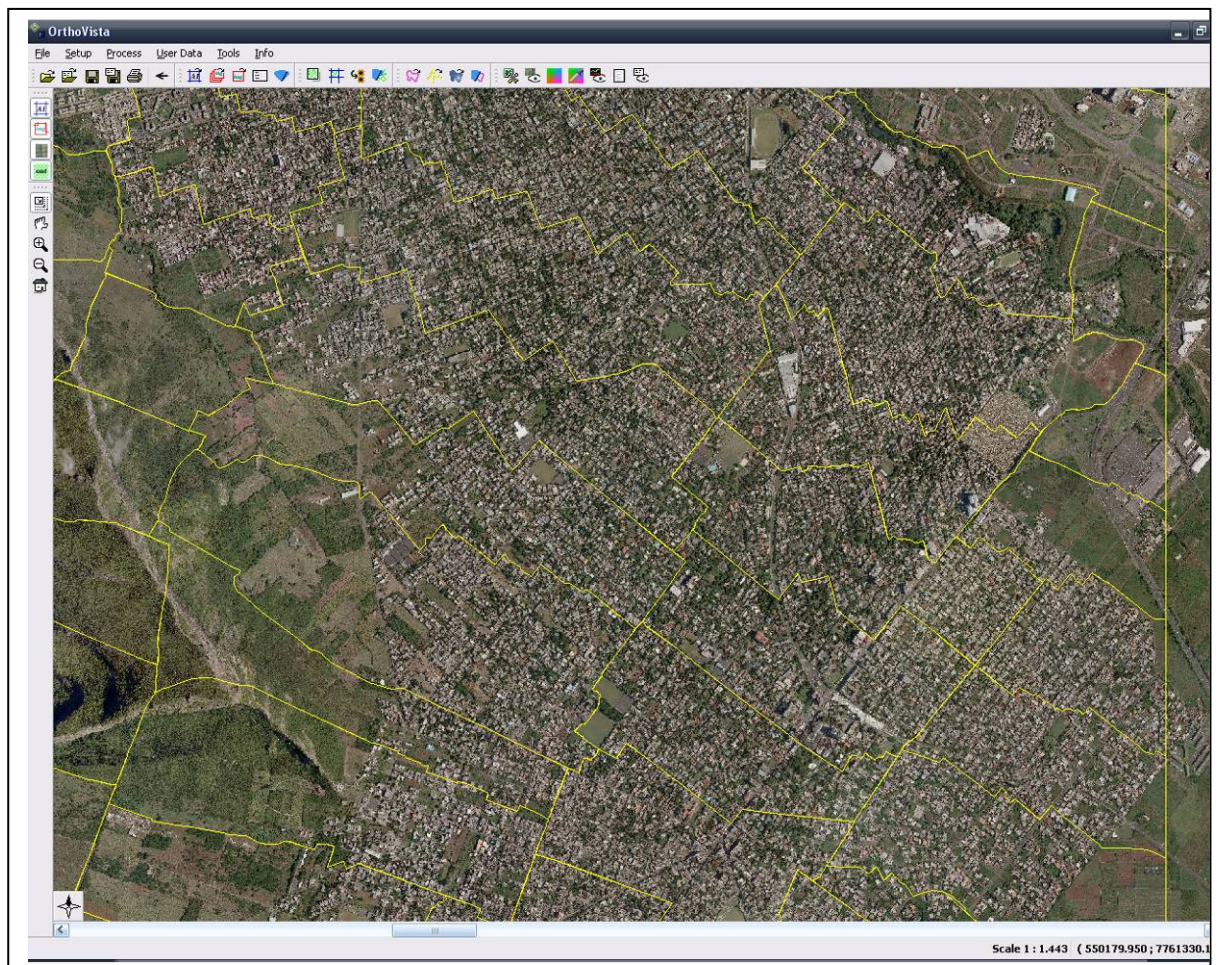 OrthoVista
File Setup Process User Data Tools Info
Scale 1 : 1.443 ( 550179.950 ; 7761330.1